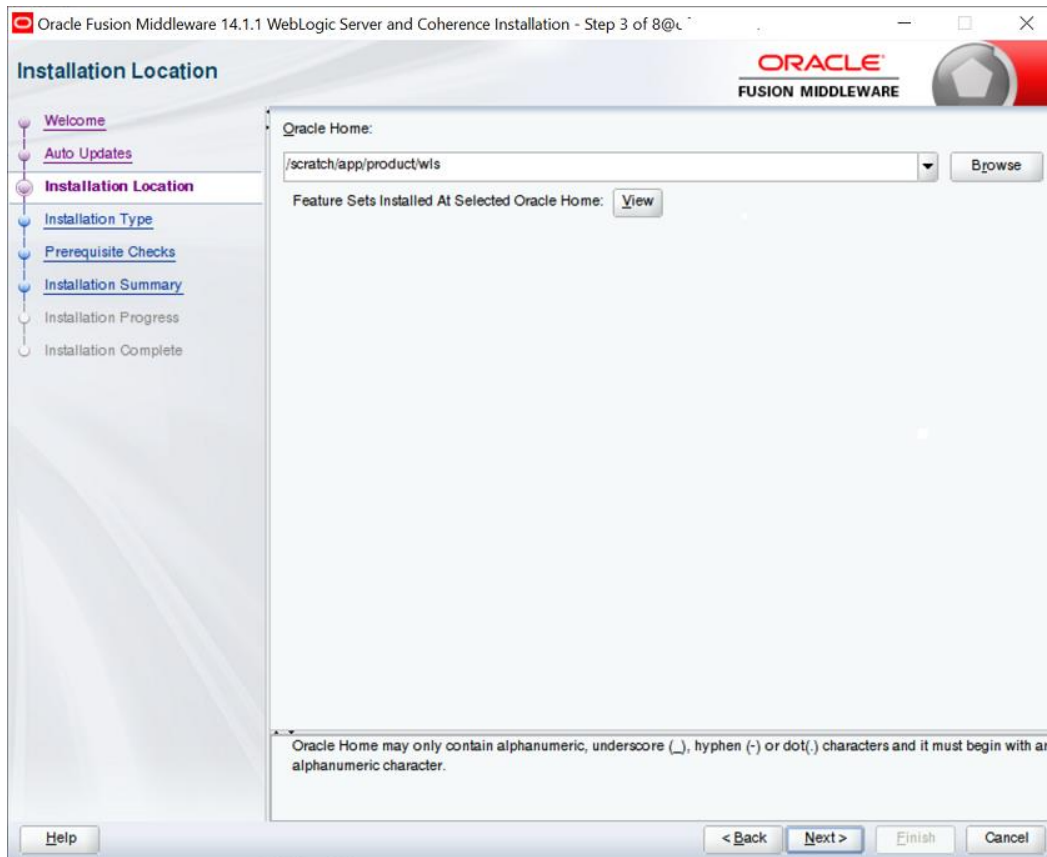 Oracle Fusion Middleware 14.1.1 WebLogic Server and Coherence Installation - Step 3 of 8@
Installation Location
ORACLE
FUSION MIDDLEWARE
Welcome
Auto Updates
Installation Location
Installation Type
Prerequisite Checks
Installation Summary
Installation Progress
Installation Complete
Oracle Home:
/scratch/app/product/wls
Browse
Feature Sets Installed At Selected Oracle Home: View
Oracle Home may only contain alphanumeric, underscore (_), hyphen (-) or dot(.) characters and it must begin with an
alphanumeric character.
Help
< Back Next > Finish Cancel